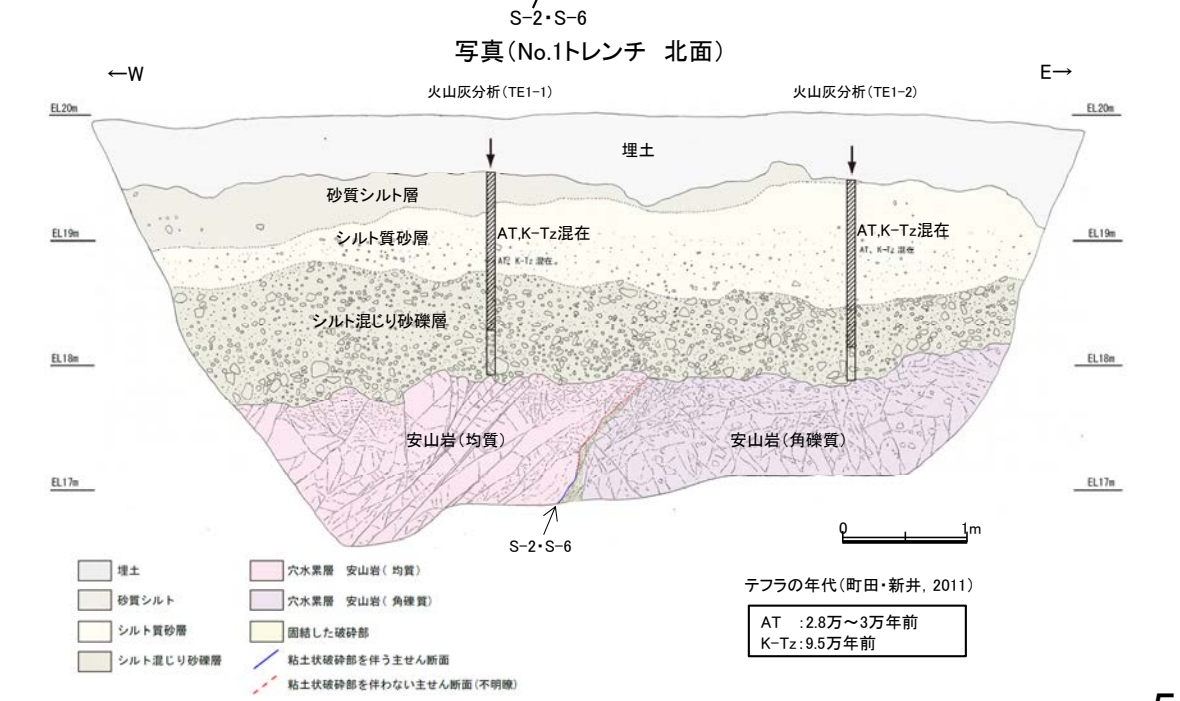 S-2・S-6
写真(No.1トレンチ 北面)
←W
E→
火山灰分析(TE1-1)
火山灰分析(TE1-2)
EL20m
EL20m
埋土
砂質シルト層
シルト質砂層
AT,K-Tz混在
AT, K-Tz 混在。
AT,K-Tz混在
AT, K-Tz 混在
EL19m
EL19m
シルト混じり砂礫層
EL18m
EL18m
安山岩(均質)
安山岩(角礫質)
EL17m
EL17m
S-2・S-6
0 1m
埋土
砂質シルト
シルト質砂層
シルト混じり砂礫層
穴水累層 安山岩( 均質)
穴水累層 安山岩( 角礫質)
固結した破砕部
粘土状破砕部を伴う主せん断面
粘土状破砕部を伴わない主せん断面(不明瞭)
テフラの年代(町田・新井, 2011)
AT :2.8万~3万年前
K-Tz:9.5万年前